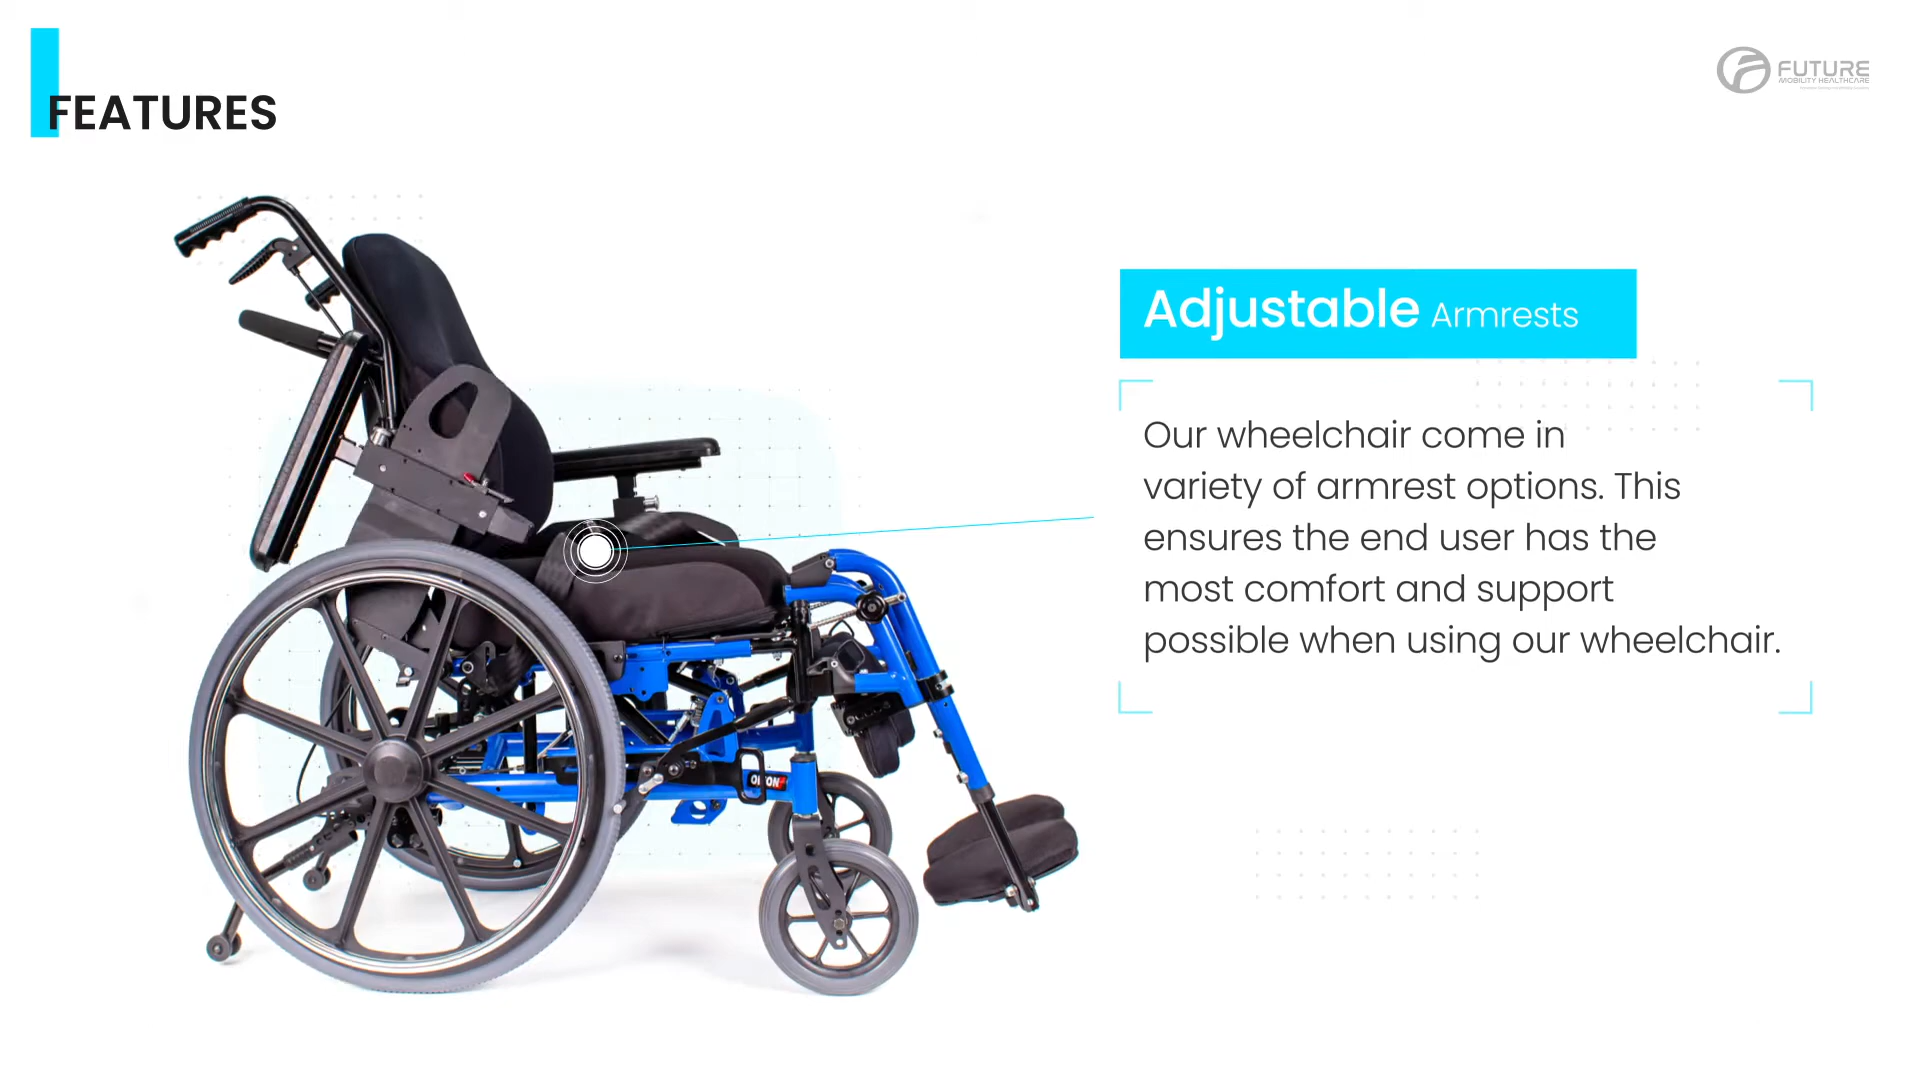 FEATURES
FUTURE
MOBILITY HEALTHCARE
Adjustable Armrests
Our wheelchair come in
variety of armrest options. This
ensures the end user has the
most comfort and support
possible when using our wheelchair.